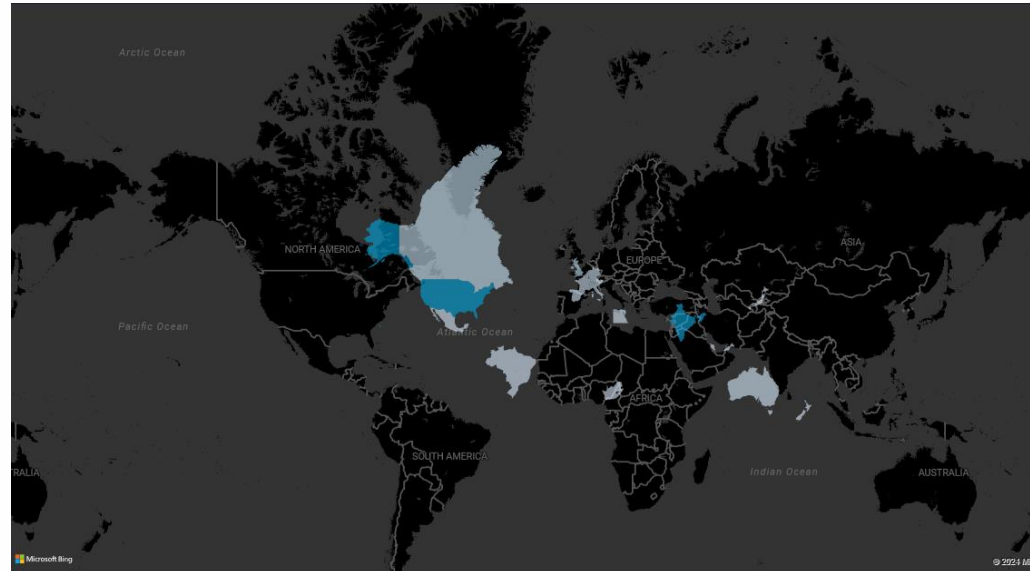 Arctic Ocean
ASIA
NORTH AMERICA
EUROPE
Pacific Ocean
Atlantic Ocean
AFRICA
SOUTH AMERICA
Indian Ocean
TRALIA
AUSTRALIA
Microsoft Bing
© 2024 M